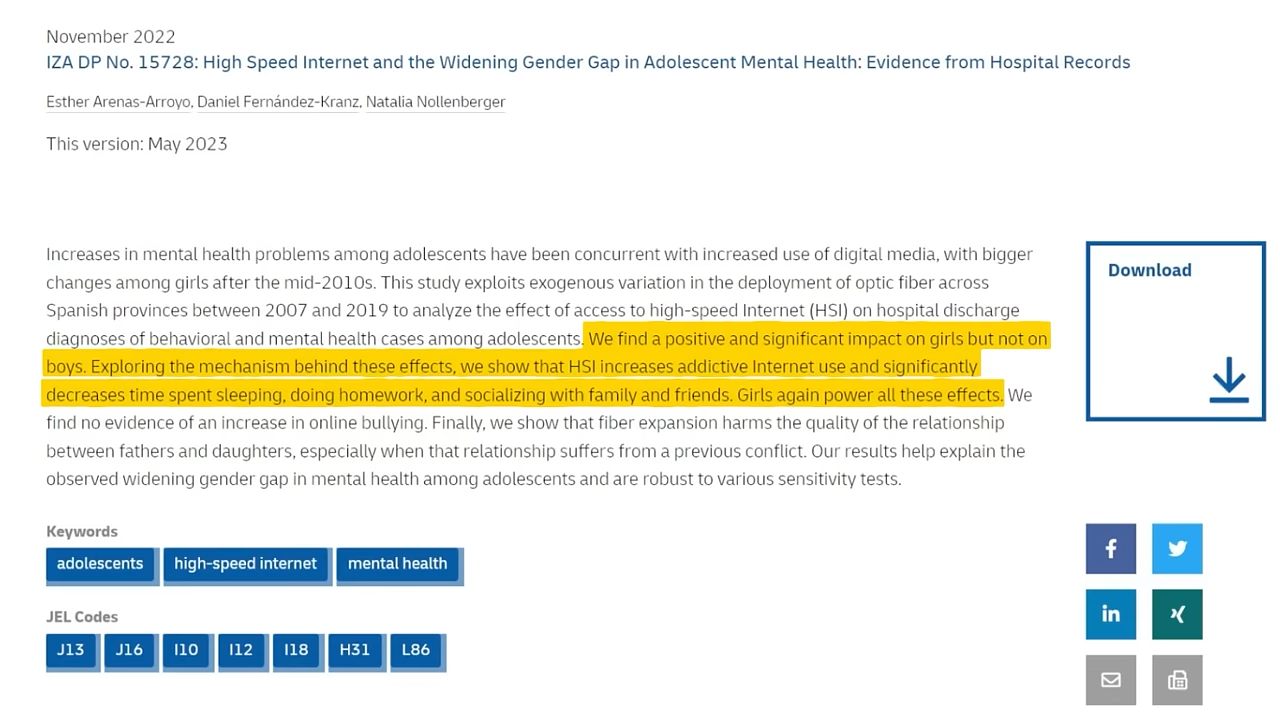 November 2022
IZA DP No. 15728: High Speed Internet and the Widening Gender Gap in Adolescent Mental Health: Evidence from Hospital Records
Esther Arenas-Arroyo, Daniel Fernández-Kranz, Natalia Nollenberger
This version: May 2023
Increases in mental health problems among adolescents have been concurrent with increased use of digital media, with bigger
changes among girls after the mid-2010s. This study exploits exogenous variation in the deployment of optic fiber across
Spanish provinces between 2007 and 2019 to analyze the effect of access to high-speed Internet (HSI) on hospital discharge
diagnoses of behavioral and mental health cases among adolescents. We find a positive and significant impact on girls but not on
boys. Exploring the mechanism behind these effects, we show that HSI increases addictive Internet use and significantly
decreases time spent sleeping, doing homework, and socializing with family and friends. Girls again power all these effects. We
find no evidence of an increase in online bullying. Finally, we show that fiber expansion harms the quality of the relationship
between fathers and daughters, especially when that relationship suffers from a previous conflict. Our results help explain the
observed widening gender gap in mental health among adolescents and are robust to various sensitivity tests.
Download
Keywords
adolescents high-speed internet mental health
JEL Codes
J13 J16 I10 I12 I18 H31 L86